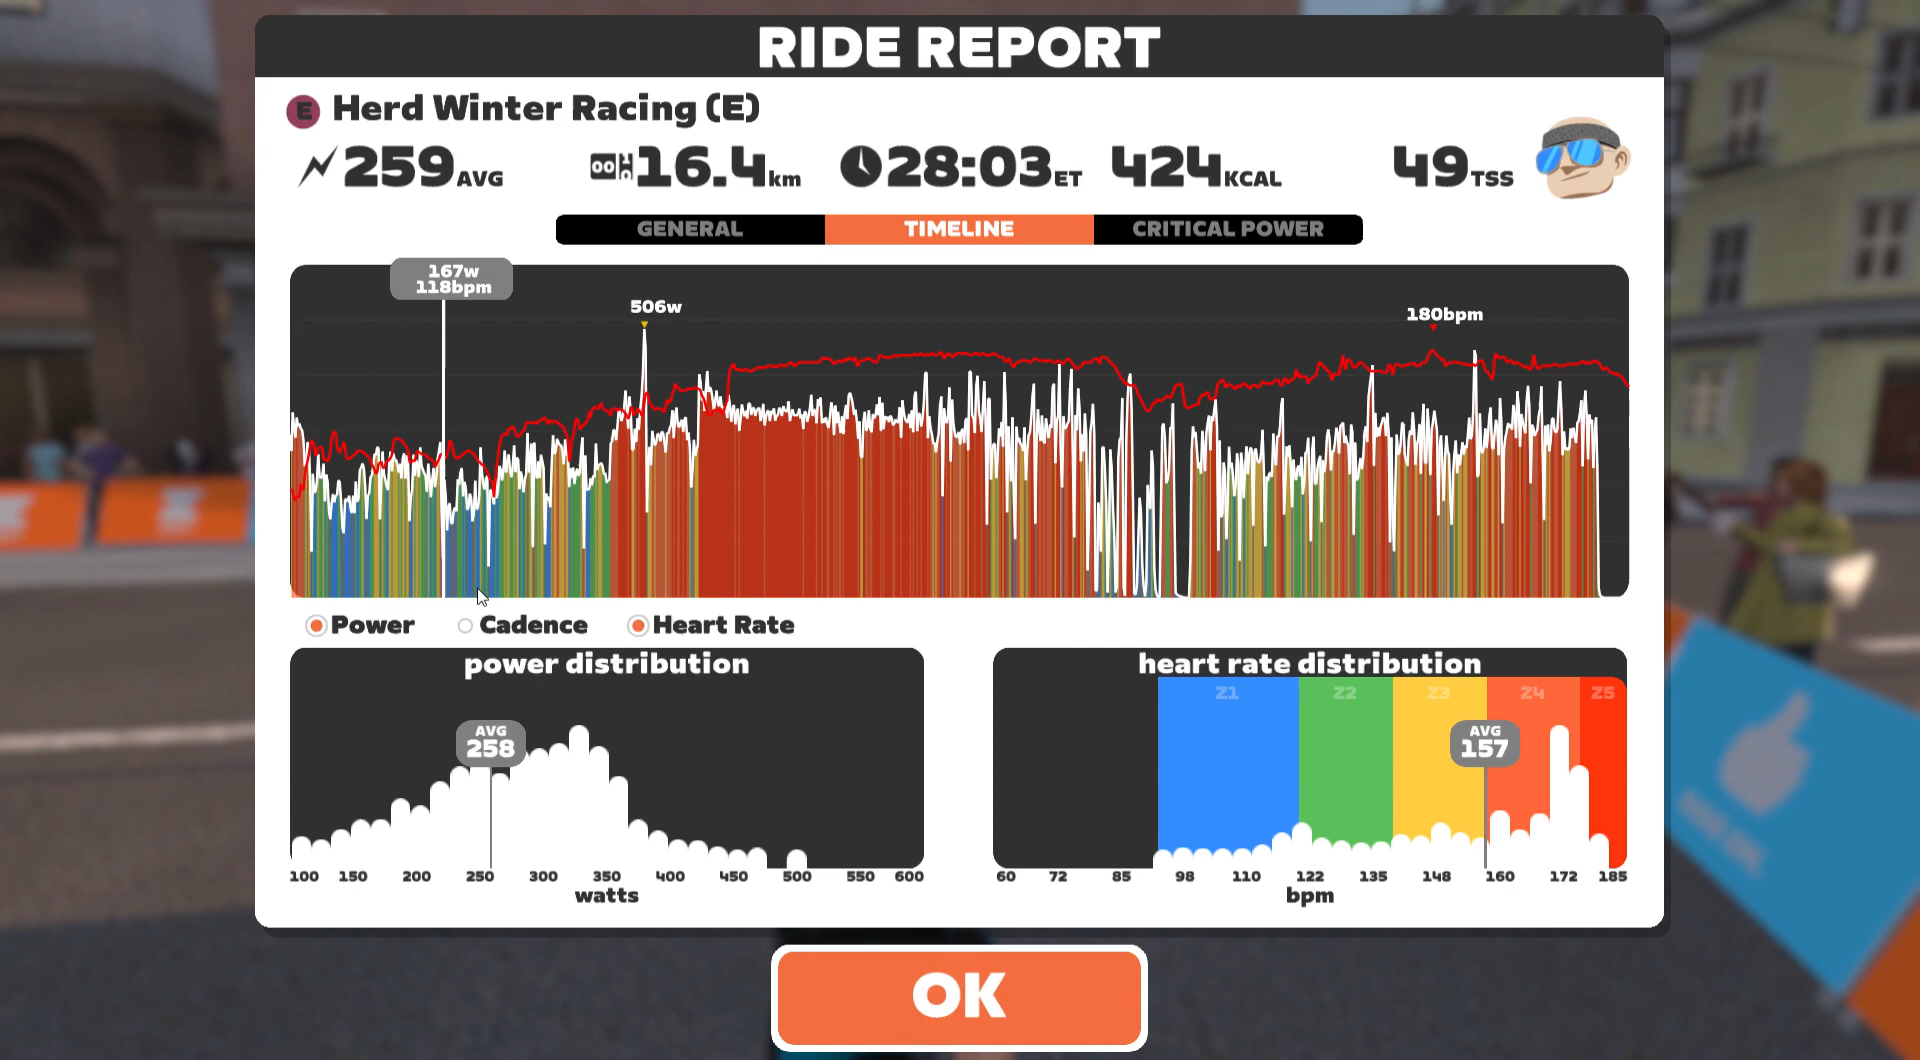 RIDE REPORT
E Herd Winter Racing (E)
259AVG 16.4km 28:03ET 424KCAL 49TSS
GENERAL TIMELINE CRITICAL POWER
167w
118bpm
506w
180bpm
Power Cadence Heart Rate
power distribution
AVG
258
100 150 200 250 300 350 400 450 500 550 600
watts
heart rate distribution
Z1 Z2 Z3 Z4 Z5
AVG
157
60 72 85 98 110 122 135 148 160 172 185
bpm
OK